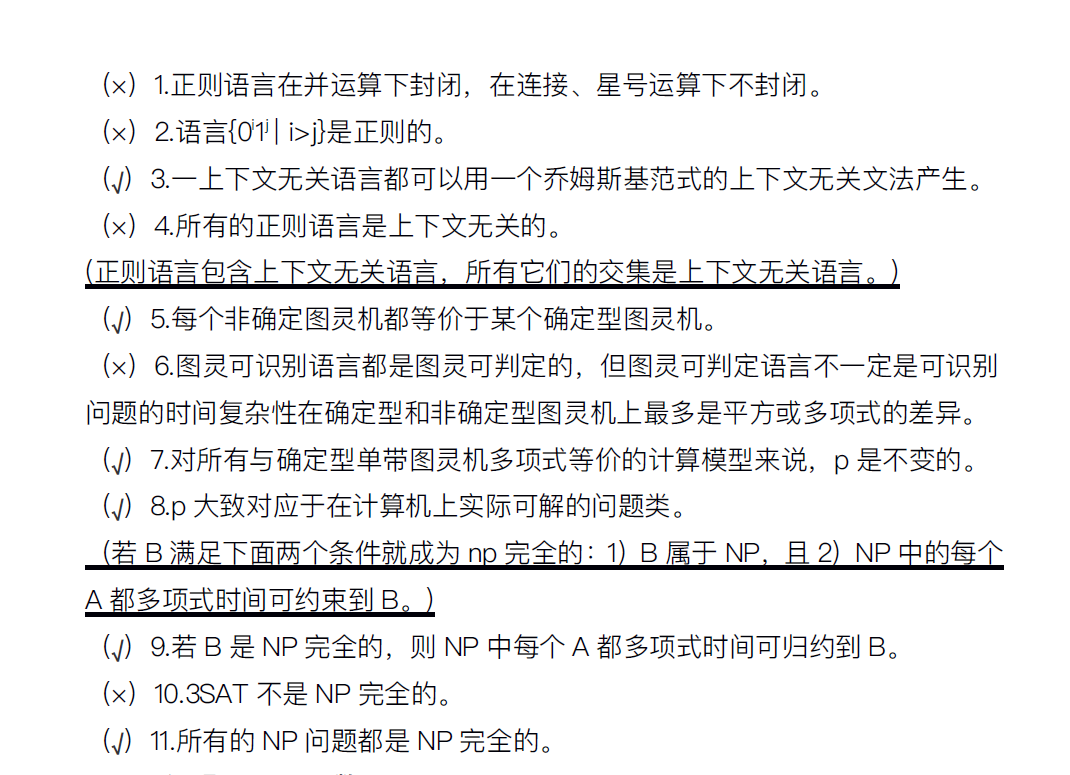 （×）1.正则语言在并运算下封闭，在连接、星号运算下不封闭。
（×）2.语言{0ⁱ1ʲ | i>j}是正则的。
（√）3.一上下文无关语言都可以用一个乔姆斯基范式的上下文无关文法产生。
（×）4.所有的正则语言是上下文无关的。
(正则语言包含上下文无关语言，所有它们的交集是上下文无关语言。)
（√）5.每个非确定图灵机都等价于某个确定型图灵机。
（×）6.图灵可识别语言都是图灵可判定的，但图灵可判定语言不一定是可识别
问题的时间复杂性在确定型和非确定型图灵机上最多是平方或多项式的差异。
（√）7.对所有与确定型单带图灵机多项式等价的计算模型来说，p 是不变的。
（√）8.p 大致对应于在计算机上实际可解的问题类。
（若 B 满足下面两个条件就成为 np 完全的：1）B 属于 NP，且 2）NP 中的每个
A 都多项式时间可约束到 B。）
（√）9.若 B 是 NP 完全的，则 NP 中每个 A 都多项式时间可归约到 B。
（×）10.3SAT 不是 NP 完全的。
（√）11.所有的 NP 问题都是 NP 完全的。